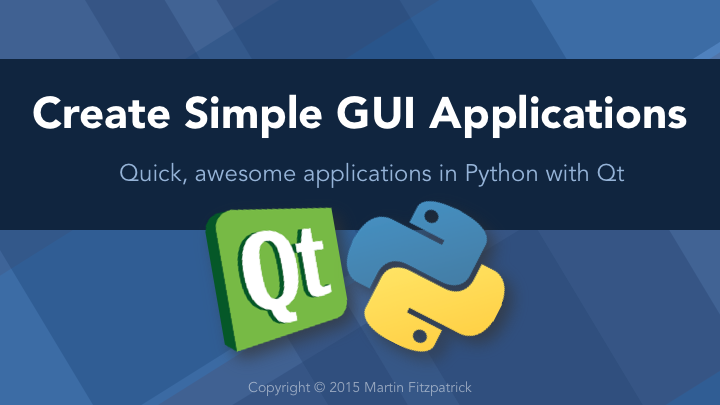 Create Simple GUI Applications
Quick, awesome applications in Python with Qt
Qt
Copyright © 2015 Martin Fitzpatrick